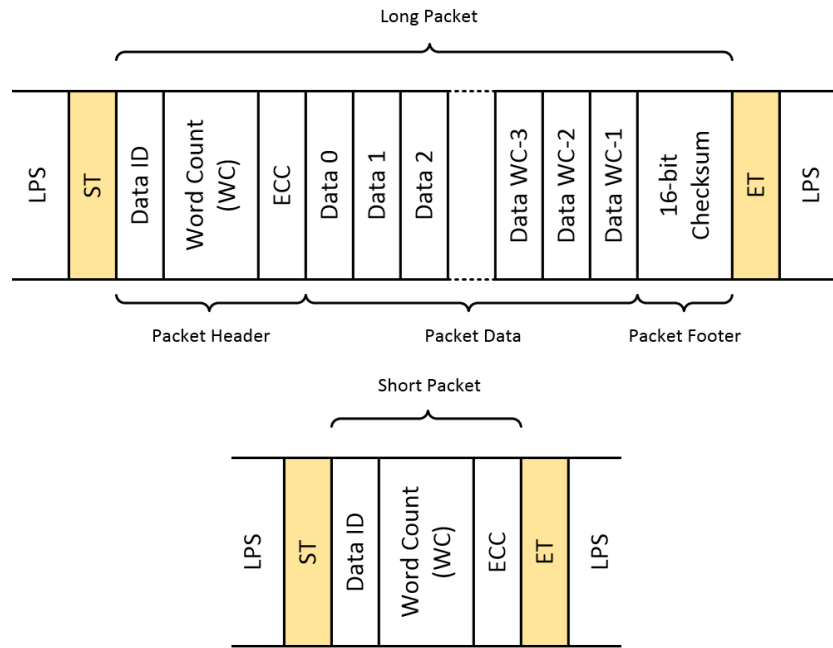 Long Packet
LPS
ST
Data ID
Word Count
(WC)
ECC
Data 0
Data 1
Data 2
Data WC-3
Data WC-2
Data WC-1
16-bit
Checksum
ET
LPS
Packet Header
Packet Data
Packet Footer
Short Packet
LPS
ST
Data ID
Word Count
(WC)
ECC
ET
LPS